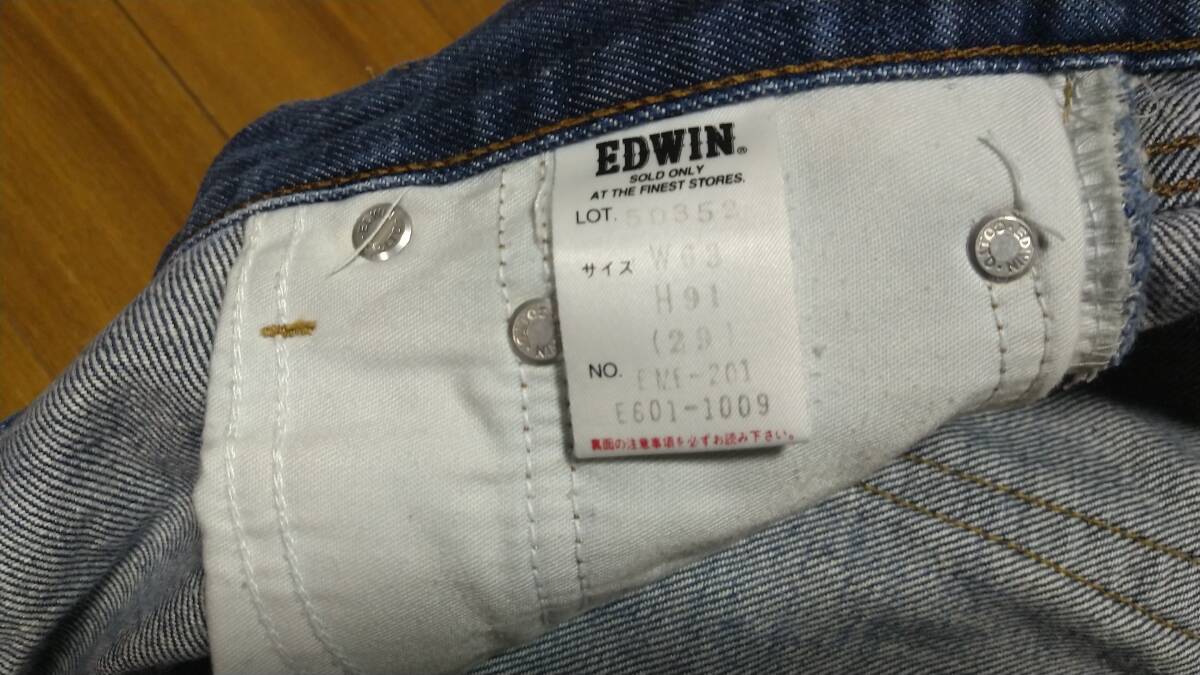 EDWIN®
SOLD ONLY
AT THE FINEST STORES.
LOT. 50352
サイズ W63
H91
(29)
NO. EME-201
E601-1009
裏面の注意事項を必ずお読み下さい。